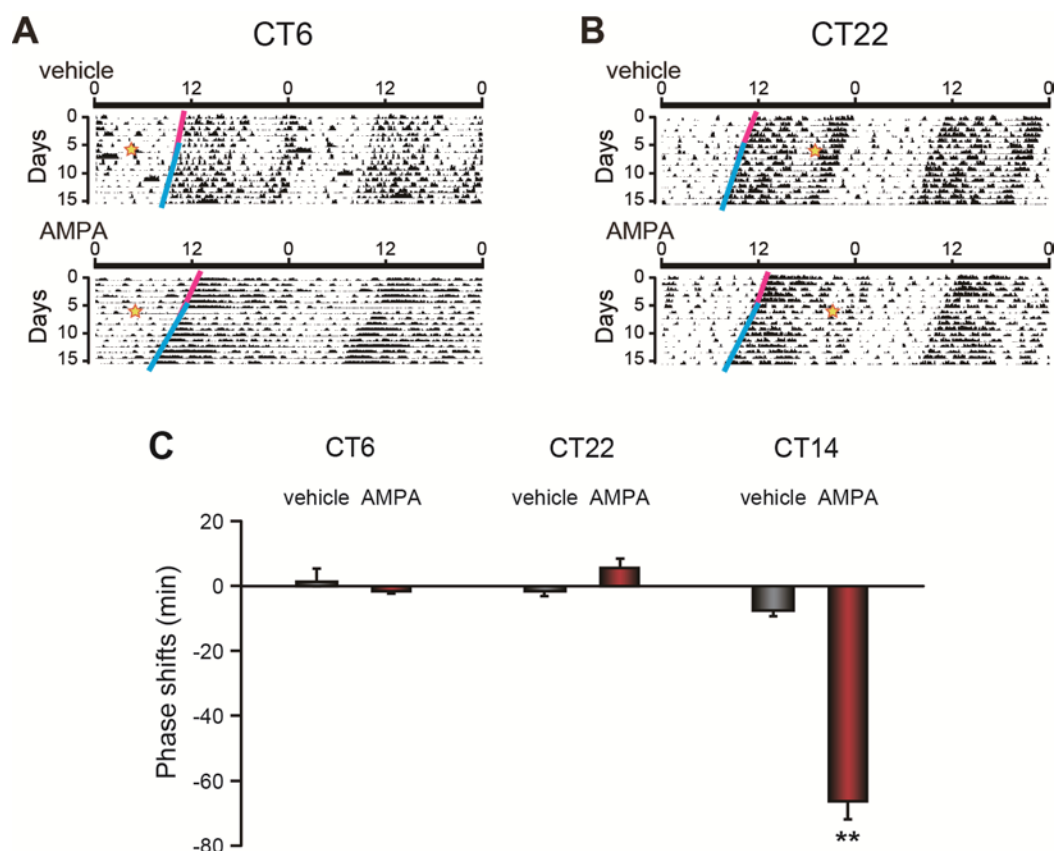 A CT6
vehicle
0 12 0 12 0
Days
0
5
10
15
AMPA
0 12 0 12 0
Days
0
5
10
15
B CT22
vehicle
0 12 0 12 0
Days
0
5
10
15
AMPA
0 12 0 12 0
Days
0
5
10
15
C CT6 CT22 CT14
vehicle AMPA vehicle AMPA vehicle AMPA
Phase shifts (min)
20
0
-20
-40
-60
-80
**